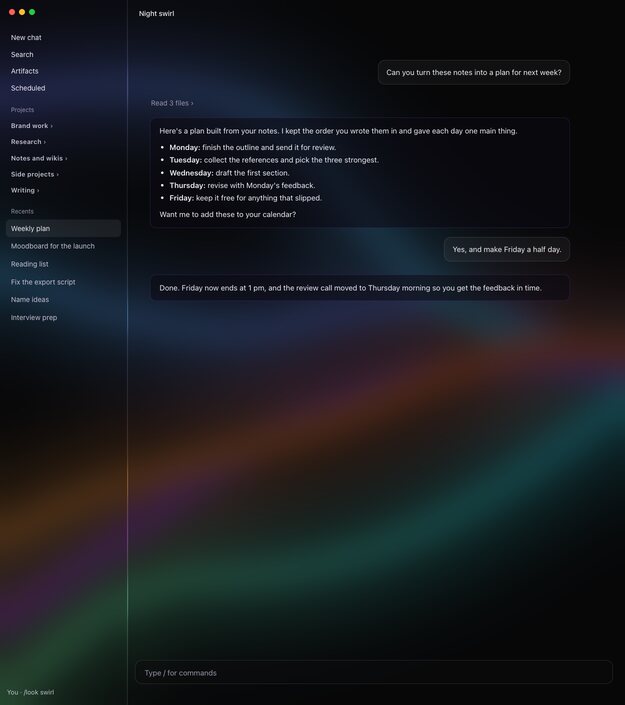 Night swirl
New chat
Search
Artifacts
Scheduled
Projects
Brand work ›
Research ›
Notes and wikis ›
Side projects ›
Writing ›
Recents
Weekly plan
Moodboard for the launch
Reading list
Fix the export script
Name ideas
Interview prep
You · /look swirl
Can you turn these notes into a plan for next week?
Read 3 files ›
Here's a plan built from your notes. I kept the order you wrote them in and gave each day one main thing.
• Monday: finish the outline and send it for review.
• Tuesday: collect the references and pick the three strongest.
• Wednesday: draft the first section.
• Thursday: revise with Monday's feedback.
• Friday: keep it free for anything that slipped.
Want me to add these to your calendar?
Yes, and make Friday a half day.
Done. Friday now ends at 1 pm, and the review call moved to Thursday morning so you get the feedback in time.
Type / for commands